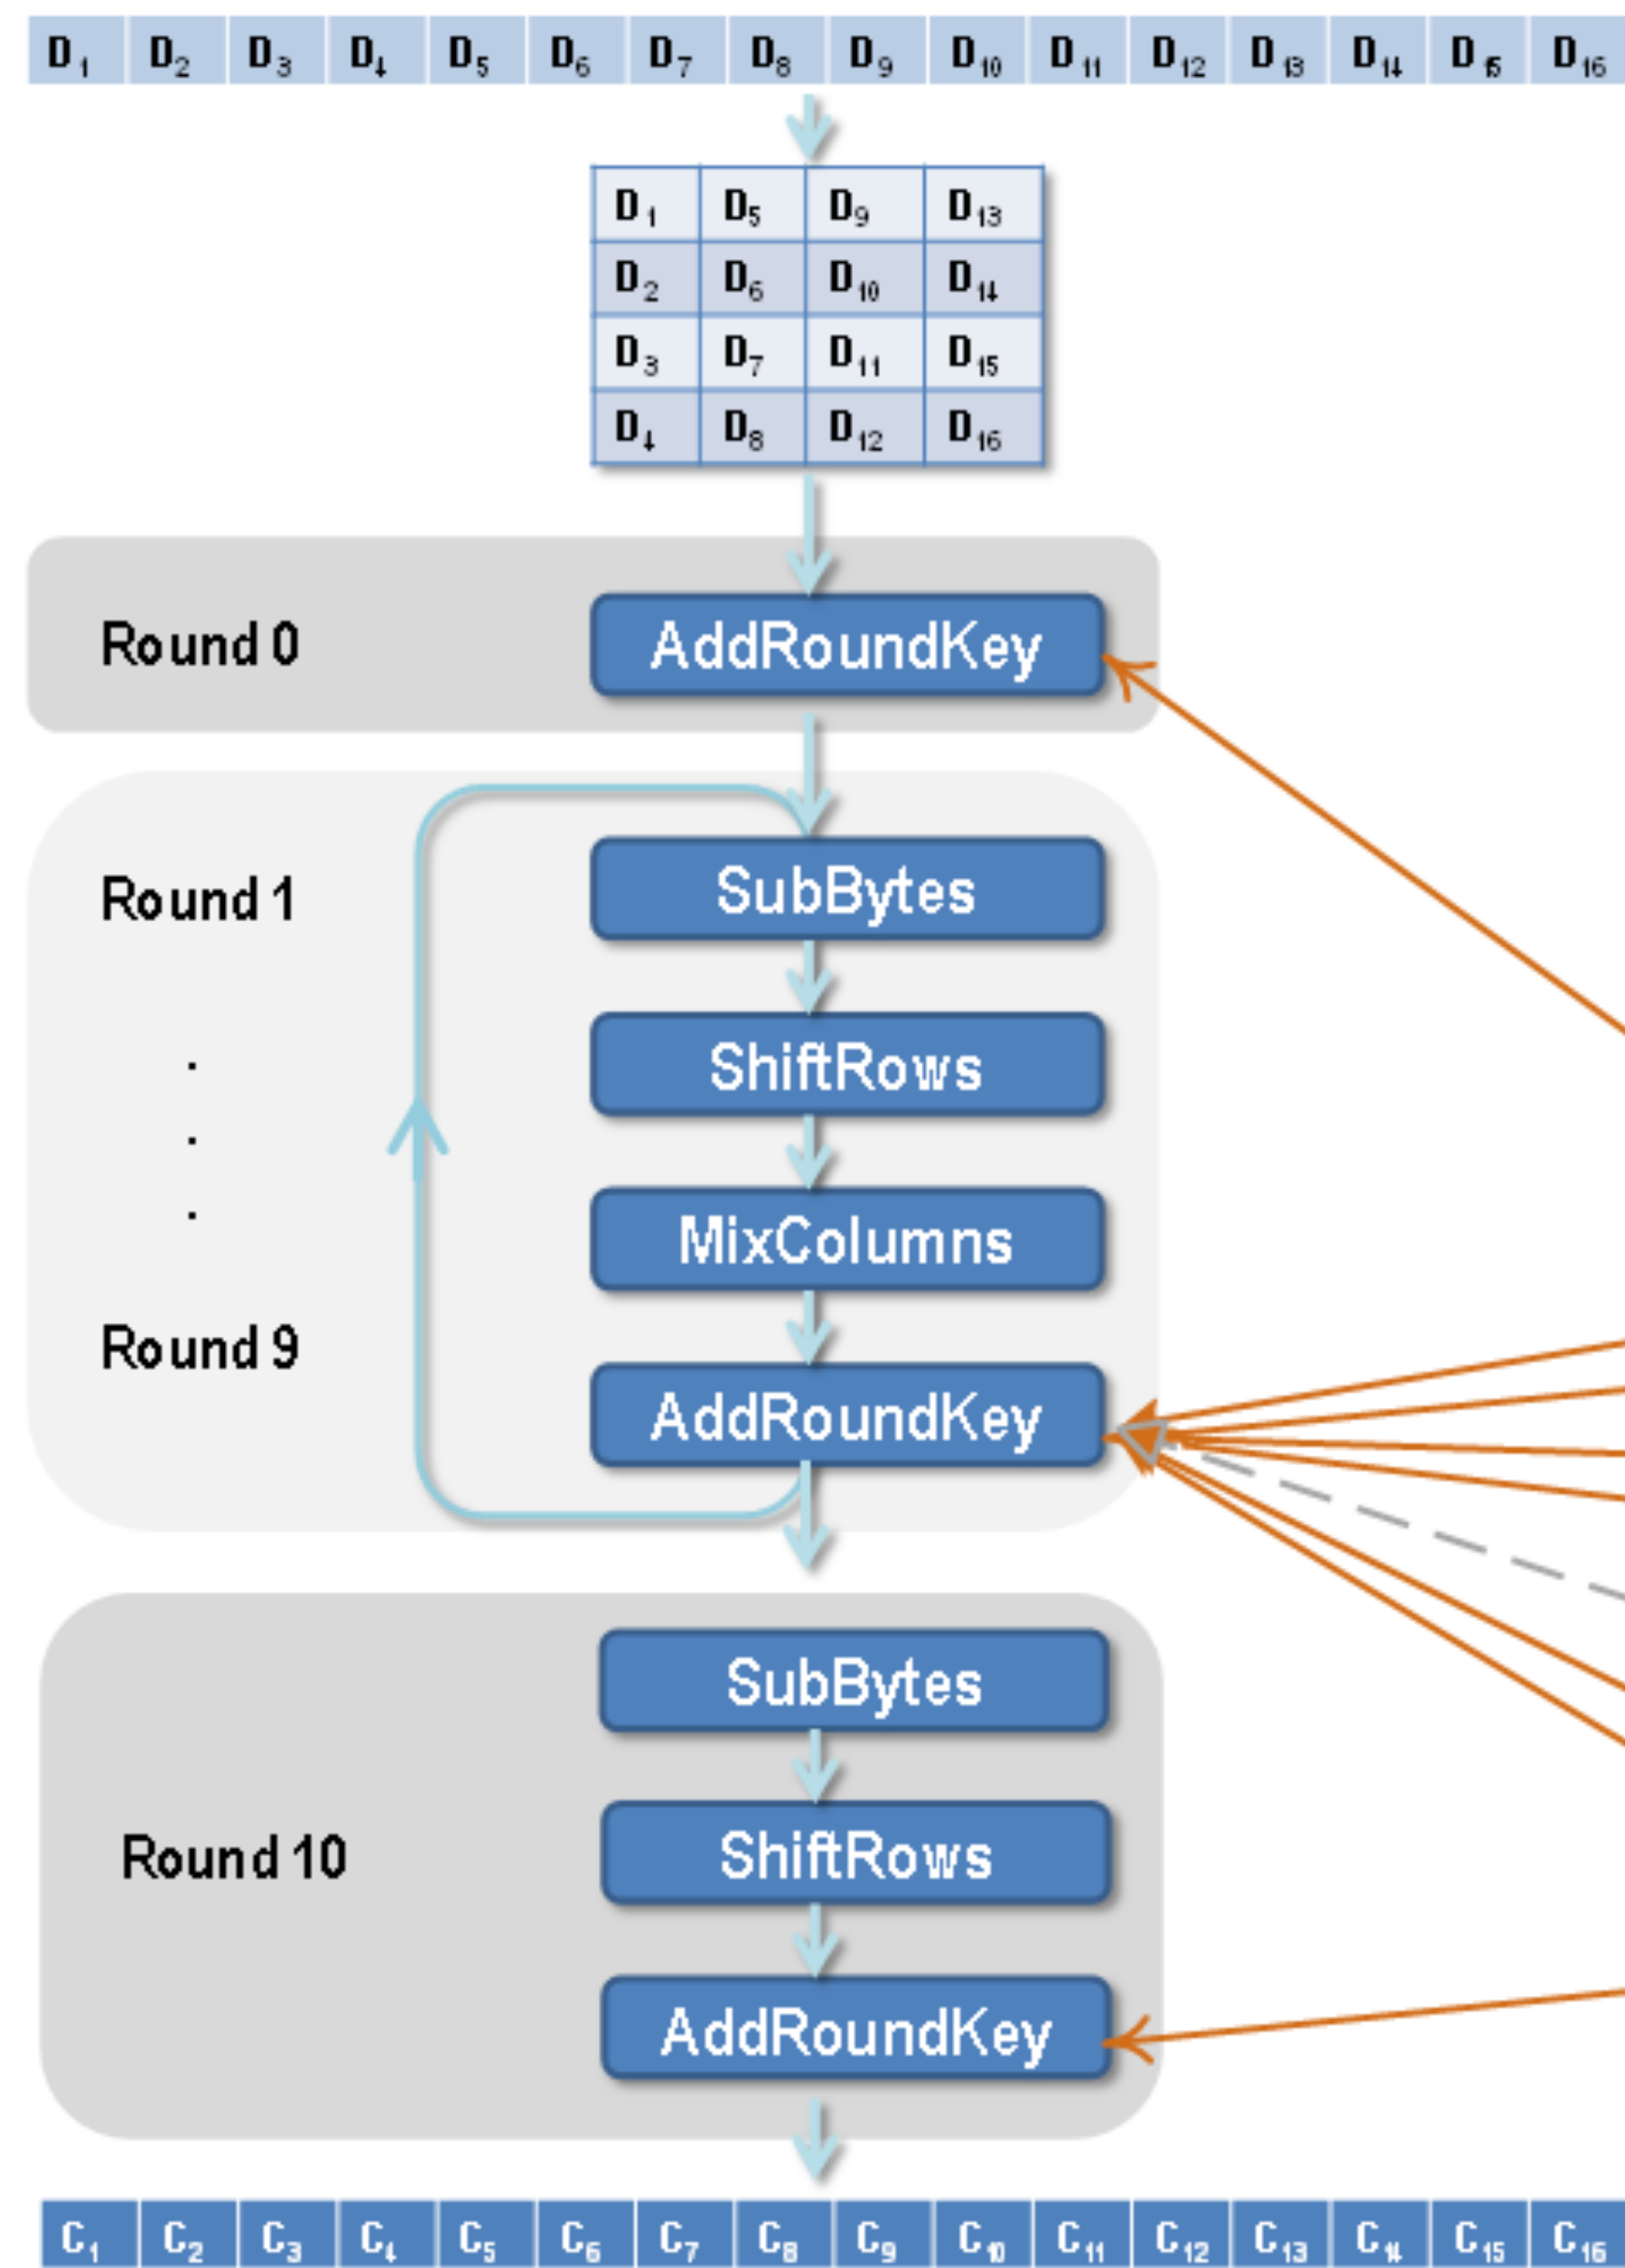 D1 D2 D3 D4 D5 D6 D7 D8 D9 D10 D11 D12 D13 D14 D15 D16
D1 D5 D9 D13
D2 D6 D10 D14
D3 D7 D11 D15
D4 D8 D12 D16
Round 0 AddRoundKey
Round 1 SubBytes
.
ShiftRows
.
.
MixColumns
Round 9
AddRoundKey
SubBytes
Round 10 ShiftRows
AddRoundKey
C1 C2 C3 C4 C5 C6 C7 C8 C9 C10 C11 C12 C13 C14 C15 C16